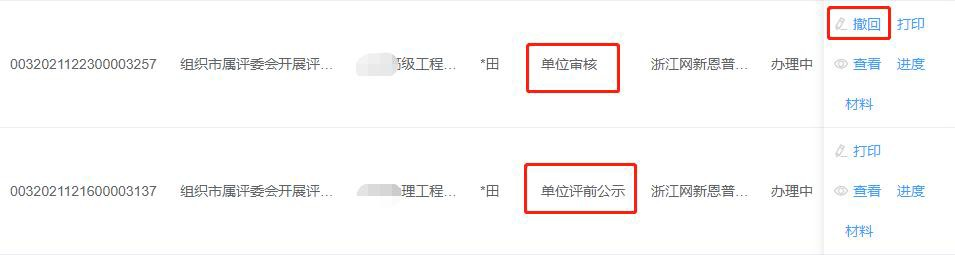 撤回 打印
0032021122300003257 组织市属评委会开展评… 级工程… *田 单位审核 浙江网新恩普… 办理中 查看 进度
材料
打印
0032021121600003137 组织市属评委会开展评… 理工程… *田 单位评前公示 浙江网新恩普… 办理中 查看 进度
材料